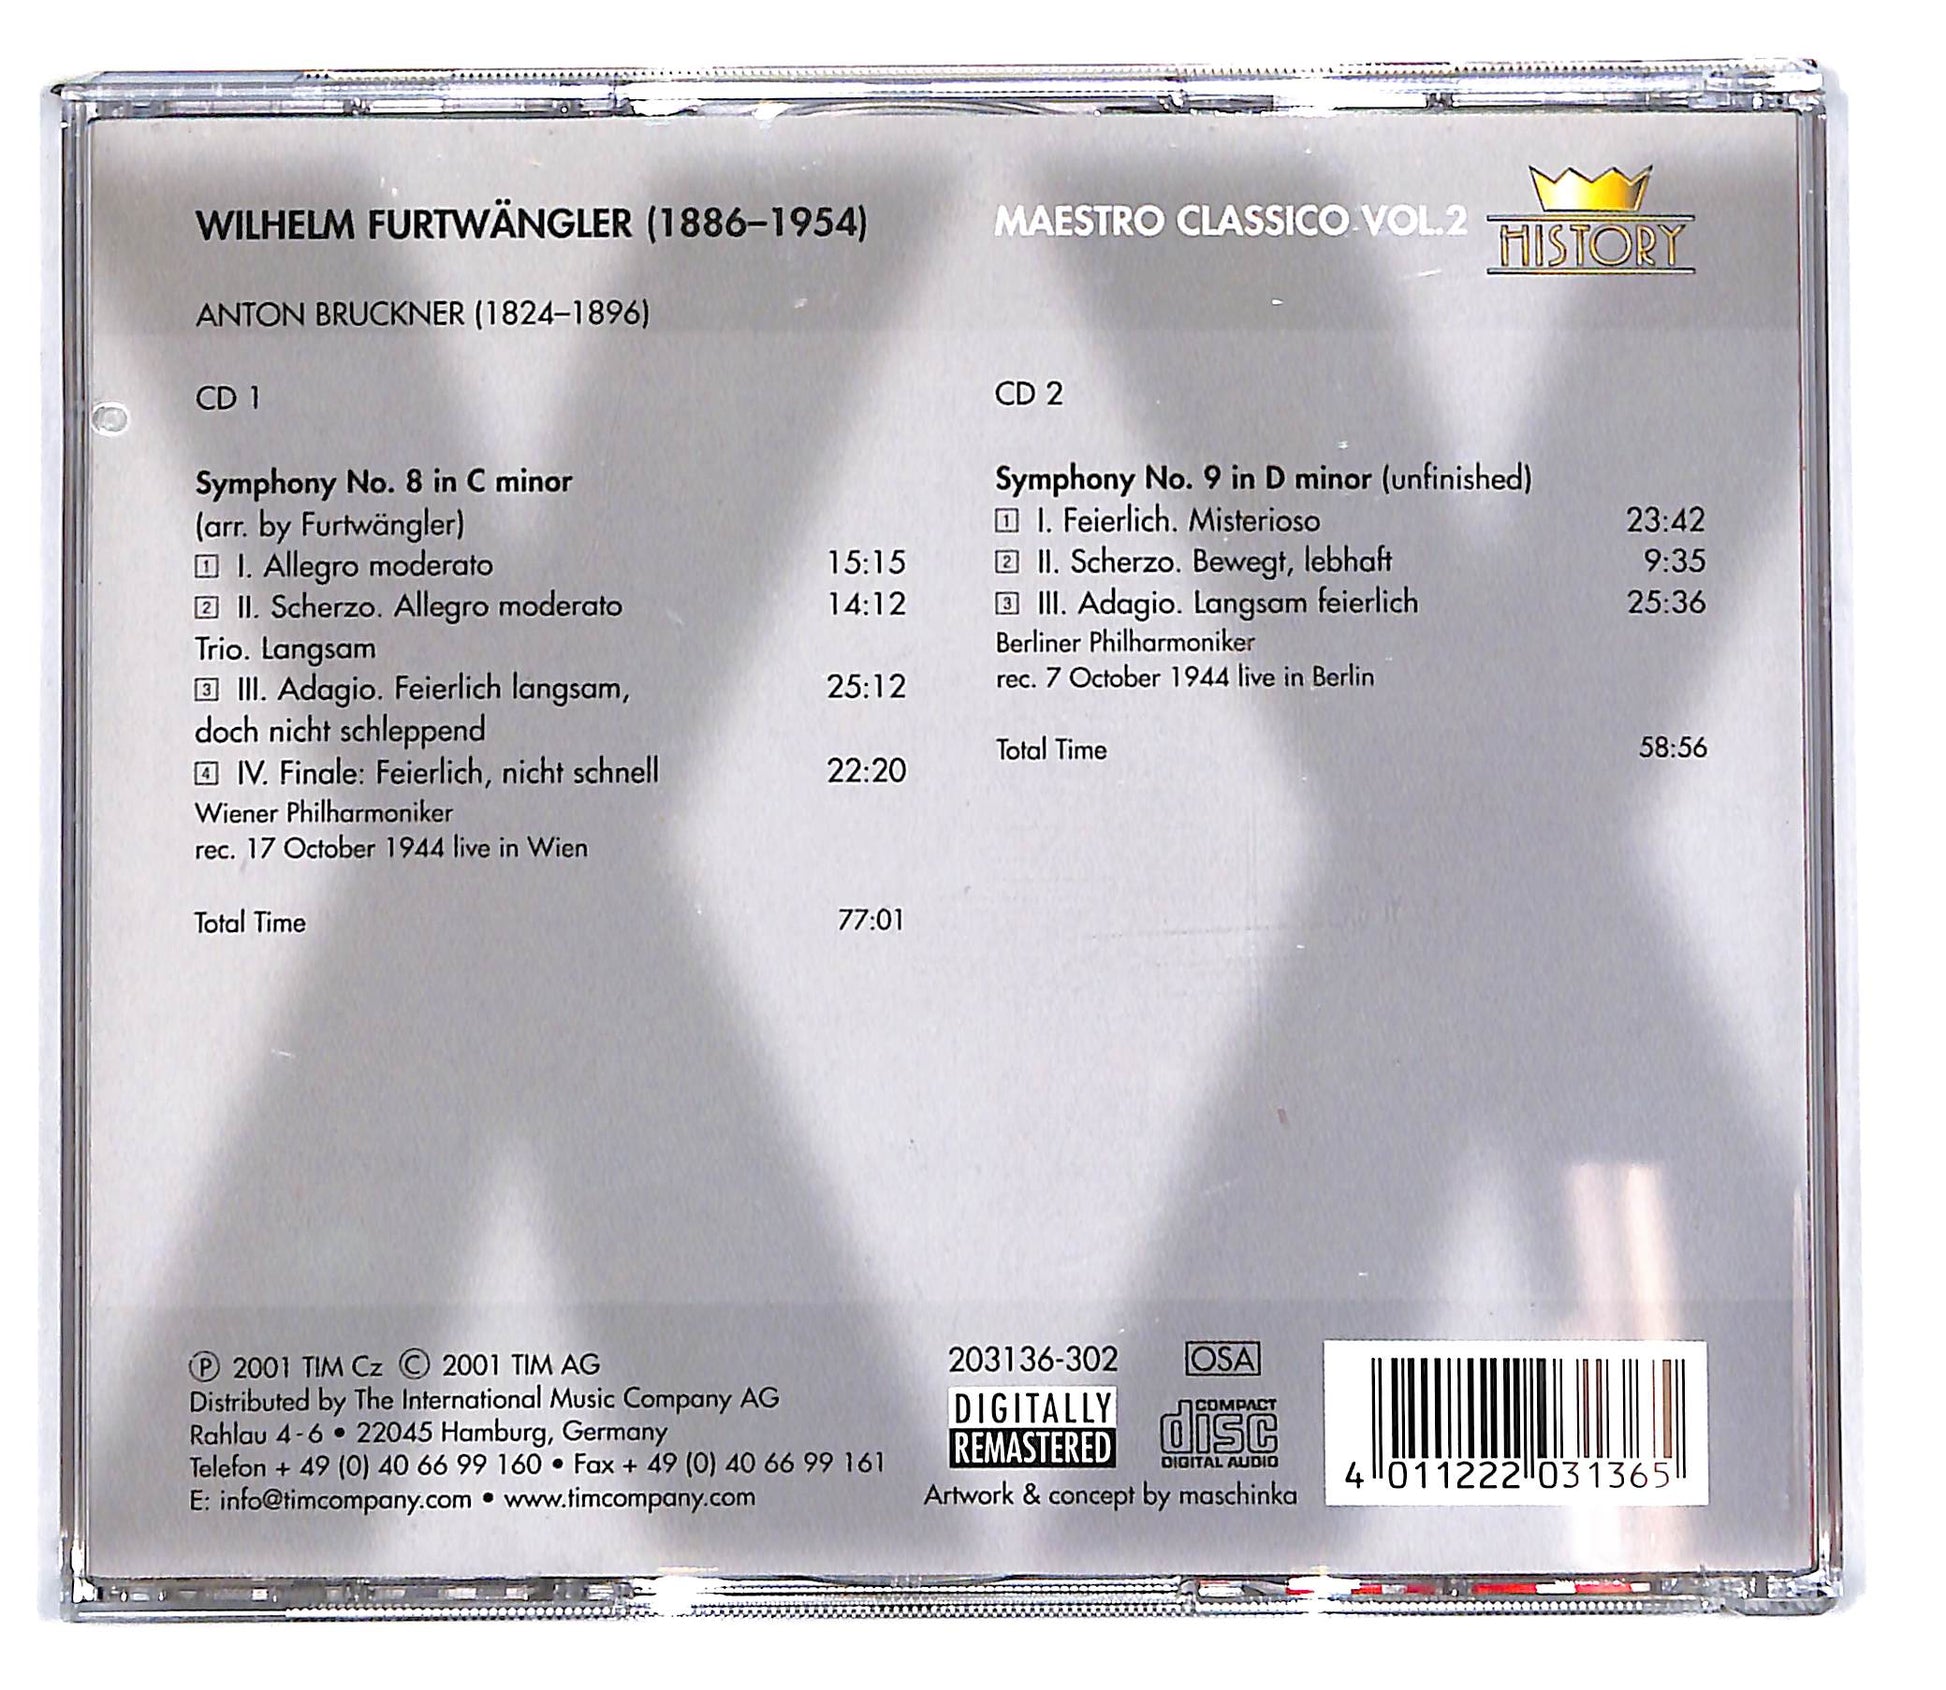 WILHELM FURTWÄNGLER (1886–1954)
MAESTRO CLASSICO VOL.2
HISTORY
ANTON BRUCKNER (1824–1896)
CD 1
Symphony No. 8 in C minor
(arr. by Furtwängler)
1 I. Allegro moderato 15:15
2 II. Scherzo. Allegro moderato 14:12
Trio. Langsam
3 III. Adagio. Feierlich langsam, 25:12
doch nicht schleppend
4 IV. Finale: Feierlich, nicht schnell 22:20
Wiener Philharmoniker
rec. 17 October 1944 live in Wien
Total Time 77:01
CD 2
Symphony No. 9 in D minor (unfinished)
1 I. Feierlich. Misterioso 23:42
2 II. Scherzo. Bewegt, lebhaft 9:35
3 III. Adagio. Langsam feierlich 25:36
Berliner Philharmoniker
rec. 7 October 1944 live in Berlin
Total Time 58:56
Ⓟ 2001 TIM Cz © 2001 TIM AG
Distributed by The International Music Company AG
Rahlau 4-6 • 22045 Hamburg, Germany
Telefon + 49 (0) 40 66 99 160 • Fax + 49 (0) 40 66 99 161
E: info@timcompany.com • www.timcompany.com
203136-302
OSA
DIGITALLY
REMASTERED
COMPACT
disc
DIGITAL AUDIO
Artwork & concept by maschinka
4 011222 031365